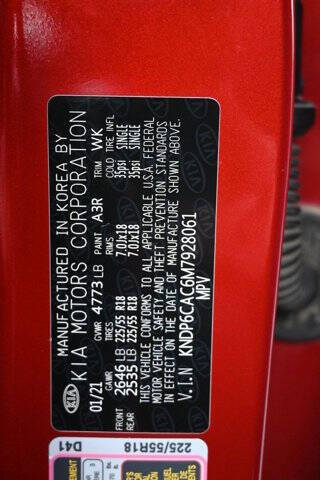 MANUFACTURED IN KOREA BY
KIA MOTORS CORPORATION
01/21 GVWR 4773 LB PAINT A3R TRIM WK
TIRES RIMS COLD TIRE INFL
FRONT 2646 LB 225/55 R18 7.0Jx18 35psi SINGLE
REAR 2535 LB 225/55 R18 7.0Jx18 35psi SINGLE
THIS VEHICLE CONFORMS TO ALL APPLICABLE U.S.A. FEDERAL
MOTOR VEHICLE SAFETY AND THEFT PREVENTION STANDARDS
IN EFFECT ON THE DATE OF MANUFACTURE SHOWN ABOVE.
V.I.N KNDP6CAC6M7928061
MPV
KIA
225/55R18
D41